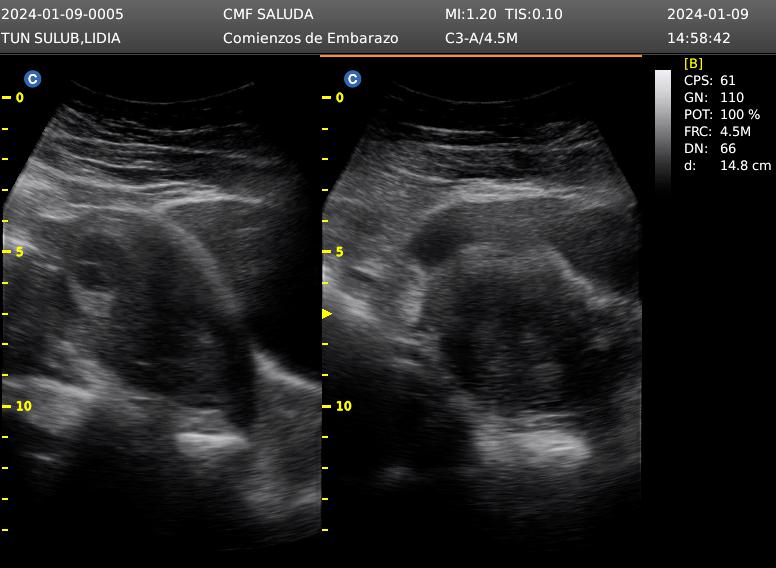 2024-01-09-0005 CMF SALUDA MI:1.20 TIS:0.10 2024-01-09
TUN SULUB,LIDIA Comienzos de Embarazo C3-A/4.5M 14:58:42
C C [B]
0 0 CPS: 61
GN: 110
POT: 100 %
FRC: 4.5M
DN: 66
d: 14.8 cm
5 5
10 10